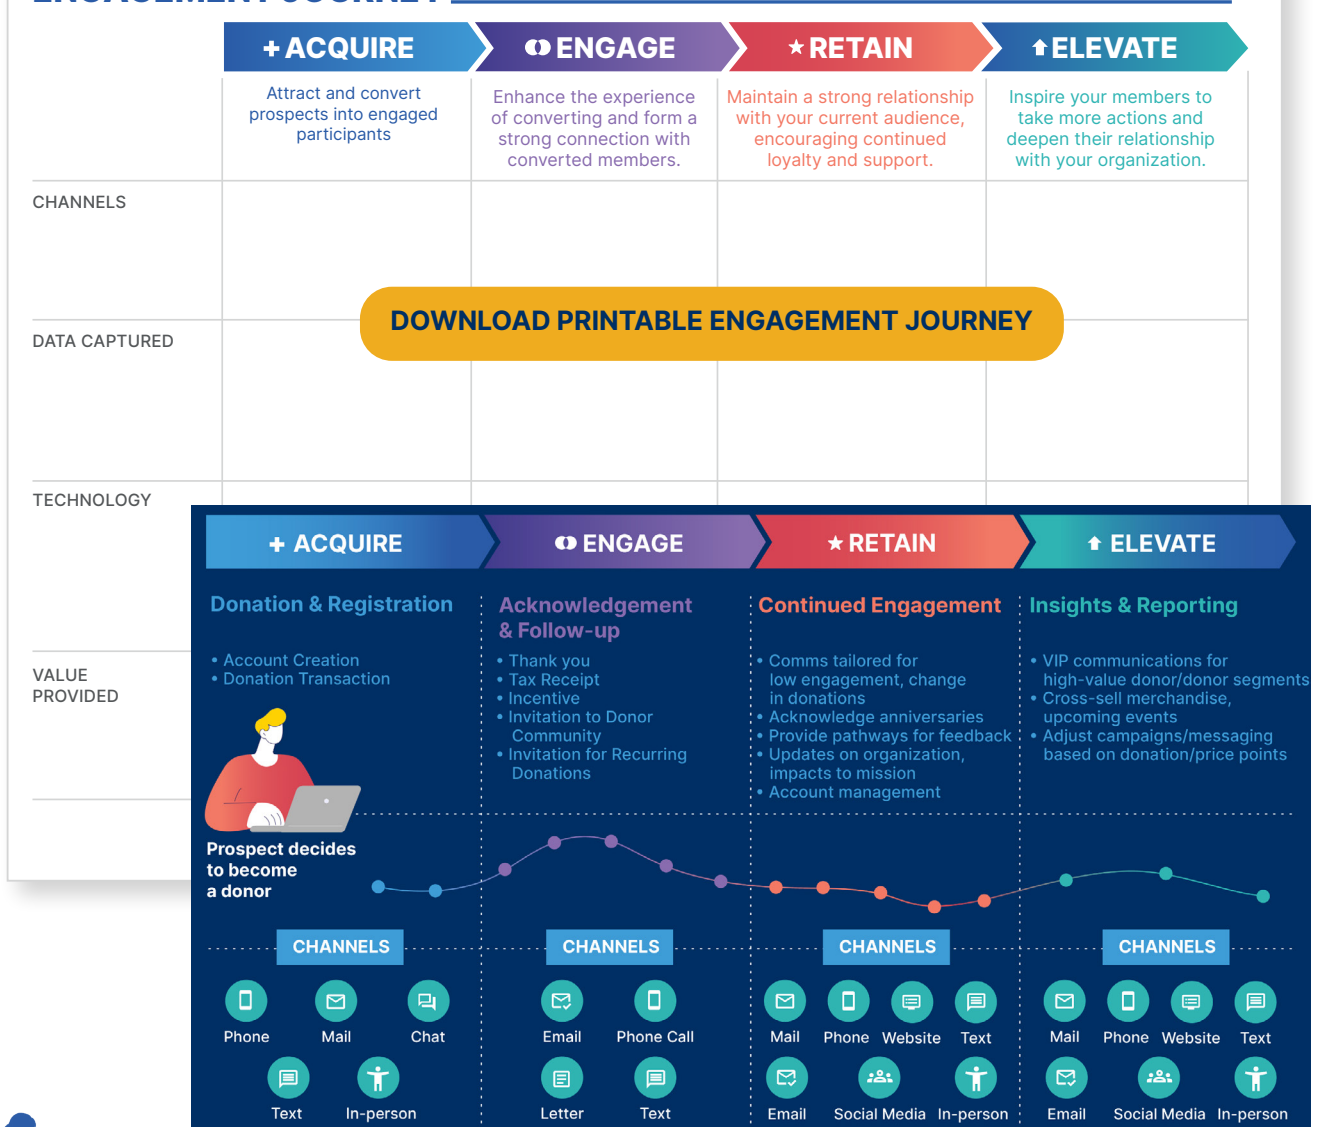 ENGAGEMENT JOURNEY
+ ACQUIRE
ENGAGE
RETAIN
ELEVATE
Attract and convert
prospects into engaged
participants
Enhance the experience
of converting and form a
strong connection with
converted members.
Maintain a strong relationship
with your current audience,
encouraging continued
loyalty and support.
Inspire your members to
take more actions and
deepen their relationship
with your organization.
CHANNELS
DOWNLOAD PRINTABLE ENGAGEMENT JOURNEY
DATA CAPTURED
TECHNOLOGY
VALUE
PROVIDED
+ ACQUIRE
ENGAGE
RETAIN
ELEVATE
Donation & Registration
• Account Creation
• Donation Transaction
Prospect decides
to become
a donor
Acknowledgement
& Follow-up
• Thank you
• Tax Receipt
• Incentive
• Invitation to Donor
Community
• Invitation for Recurring
Donations
Continued Engagement
• Comms tailored for
low engagement, change
in donations
• Acknowledge anniversaries
• Provide pathways for feedback
• Updates on organization,
impacts to mission
• Account management
Insights & Reporting
• VIP communications for
high-value donor/donor segments
• Cross-sell merchandise,
upcoming events
• Adjust campaigns/messaging
based on donation/price points
CHANNELS
Phone
Mail
Chat
Text
In-person
CHANNELS
Email
Phone Call
Letter
Text
CHANNELS
Mail
Phone
Website
Text
Email
Social Media
In-person
CHANNELS
Mail
Phone
Website
Text
Email
Social Media
In-person